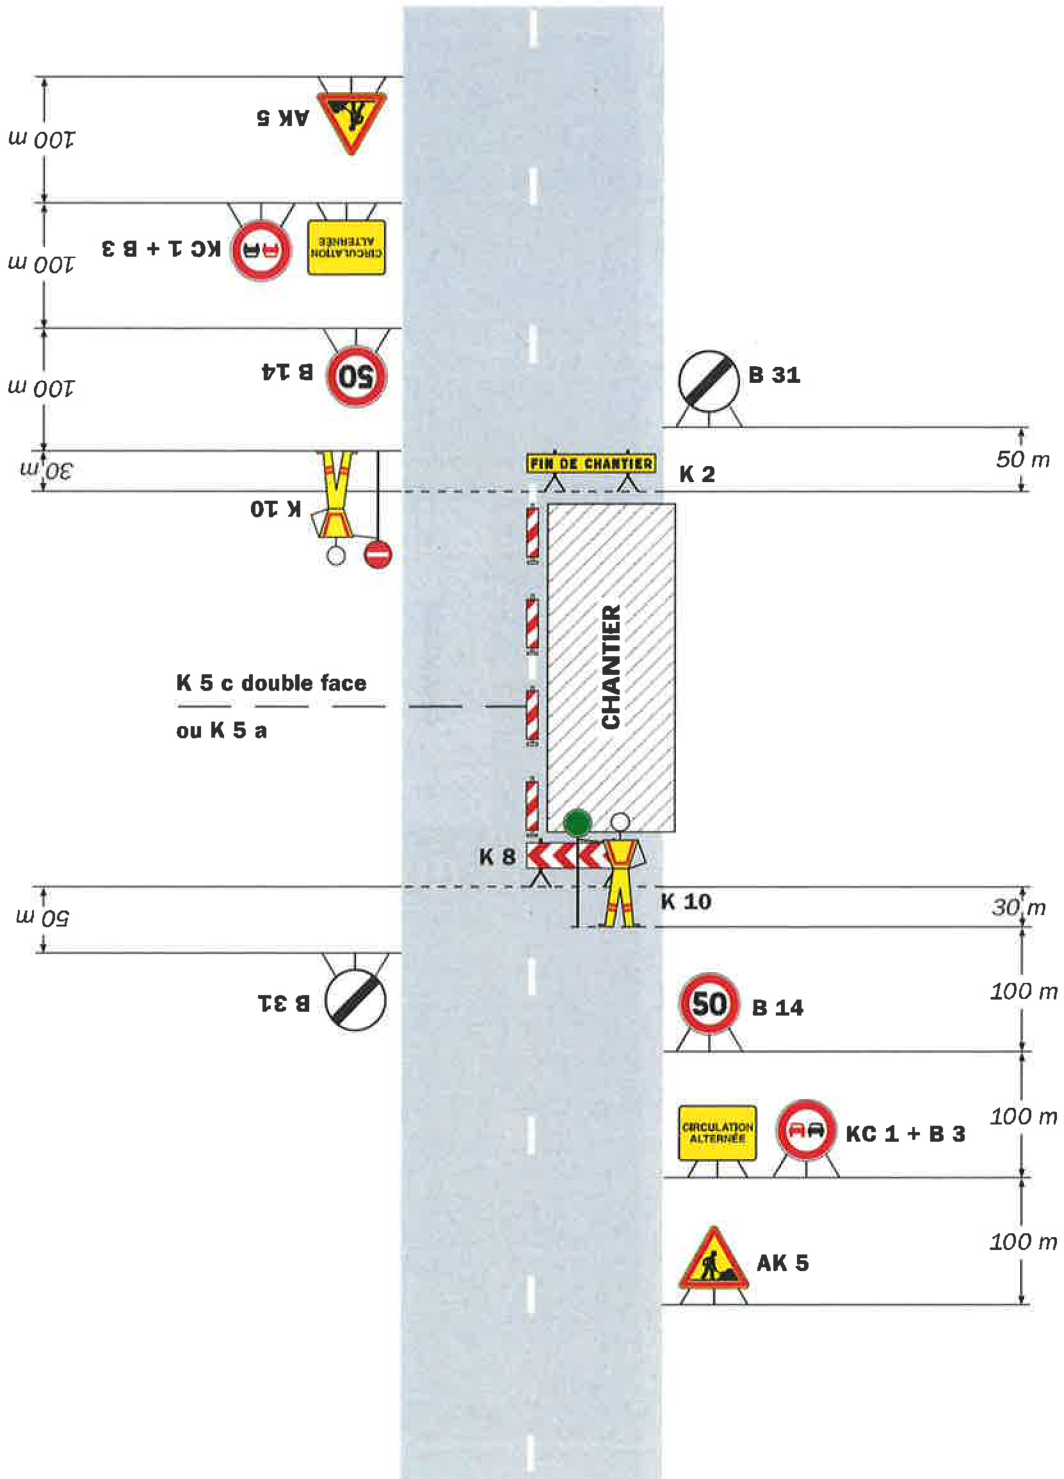 AK 5
100 m
CIRCULATION
ALTERNÉE
KC 1 + B 3
100 m
50
B 14
100 m
B 31
50 m
30 m
K 10
FIN DE CHANTIER
K 2
CHANTIER
K 5 c double face
ou K 5 a
K 8
K 10
30 m
50 m
B 31
50
B 14
100 m
CIRCULATION
ALTERNÉE
KC 1 + B 3
100 m
AK 5
100 m